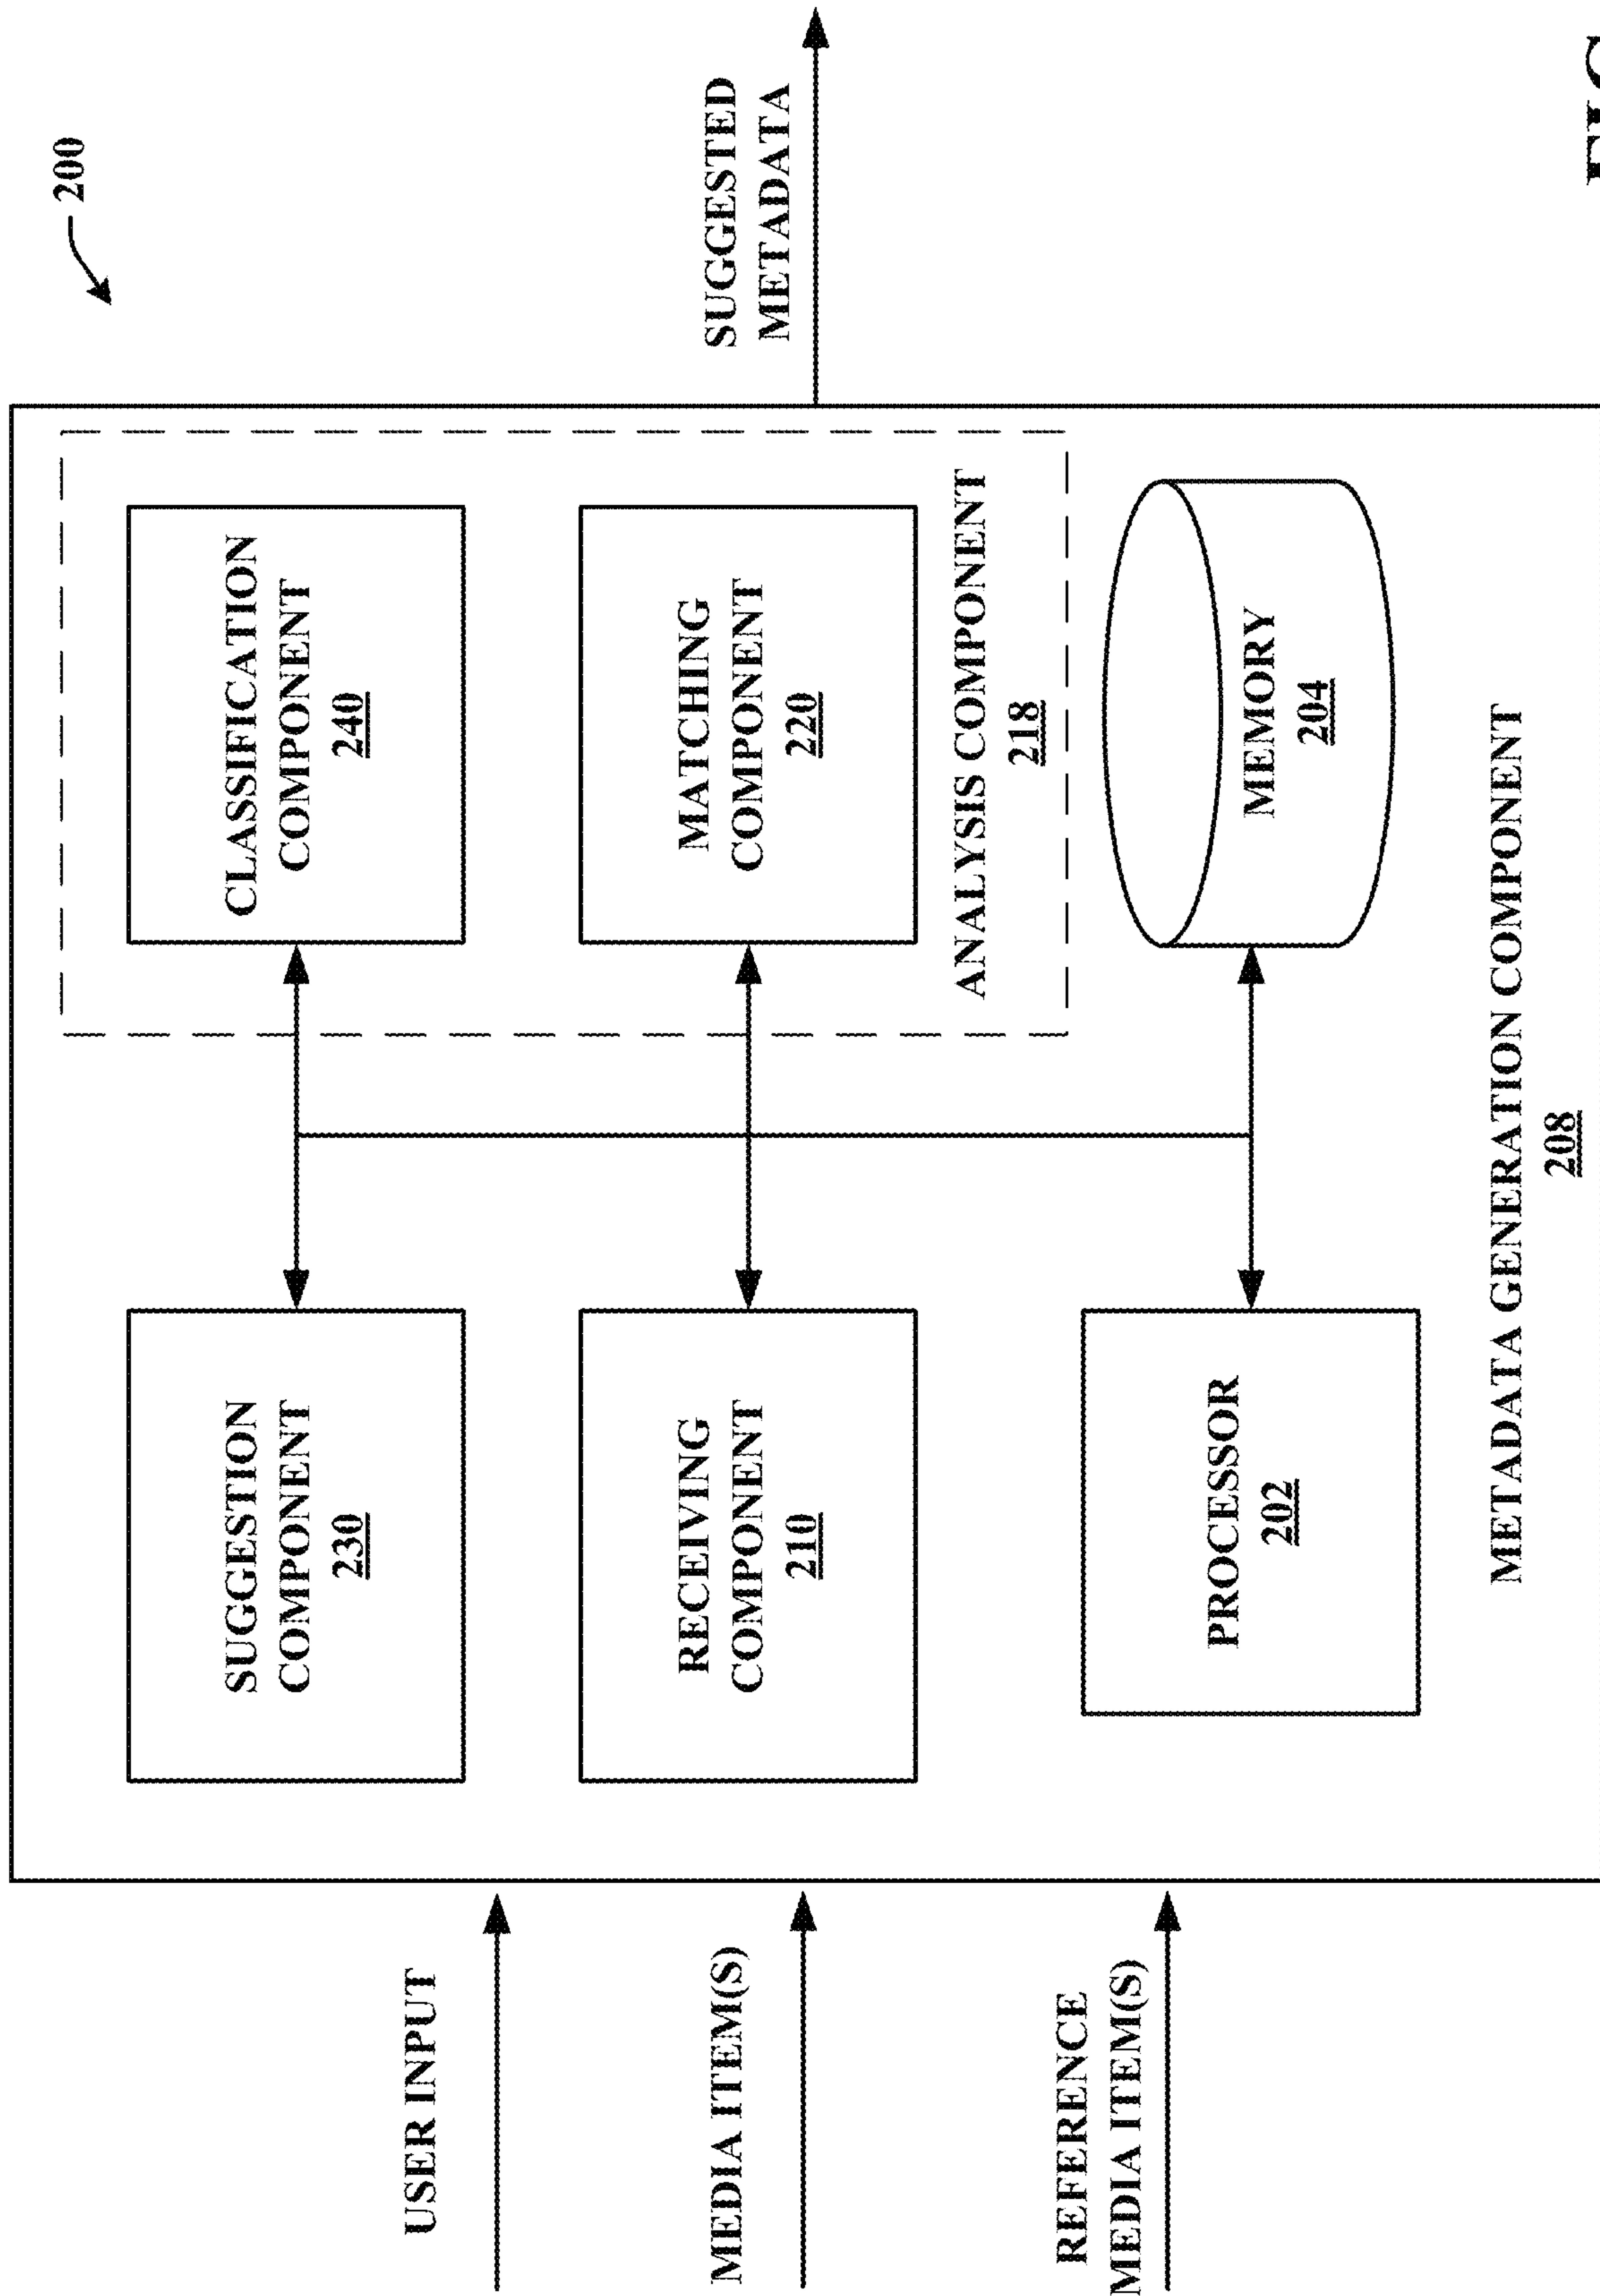 200
USER INPUT
MEDIA ITEM(S)
REFERENCE
MEDIA ITEM(S)
SUGGESTION
COMPONENT
230
CLASSIFICATION
COMPONENT
240
RECEIVING
COMPONENT
210
MATCHING
COMPONENT
220
ANALYSIS COMPONENT
218
PROCESSOR
202
MEMORY
204
METADATA GENERATION COMPONENT
208
SUGGESTED
METADATA